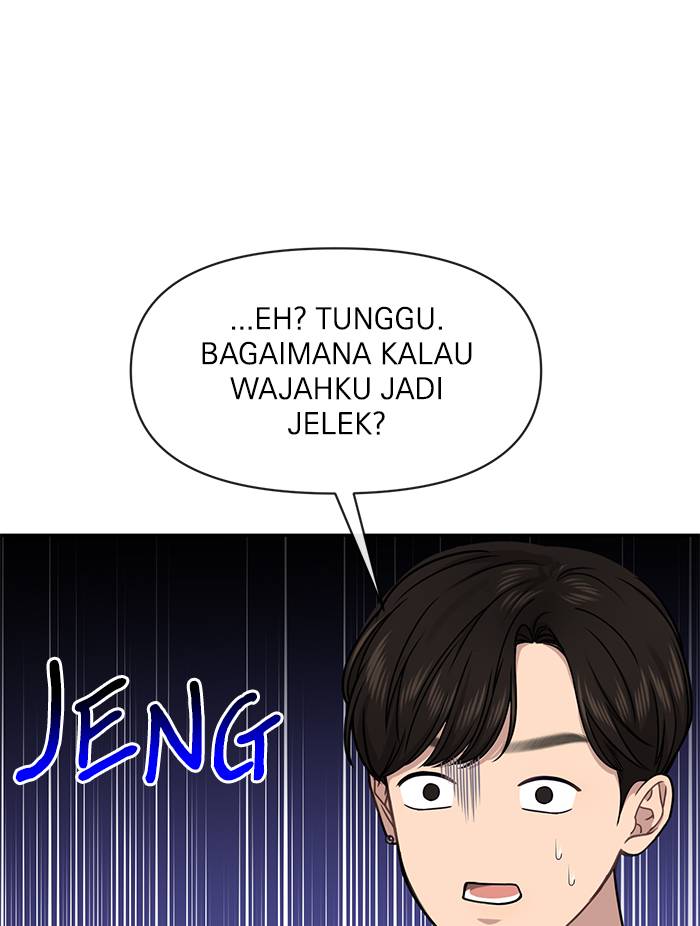 ...EH? TUNGGU.
BAGAIMANA KALAU
WAJAHKU JADI
JELEK?
JENG